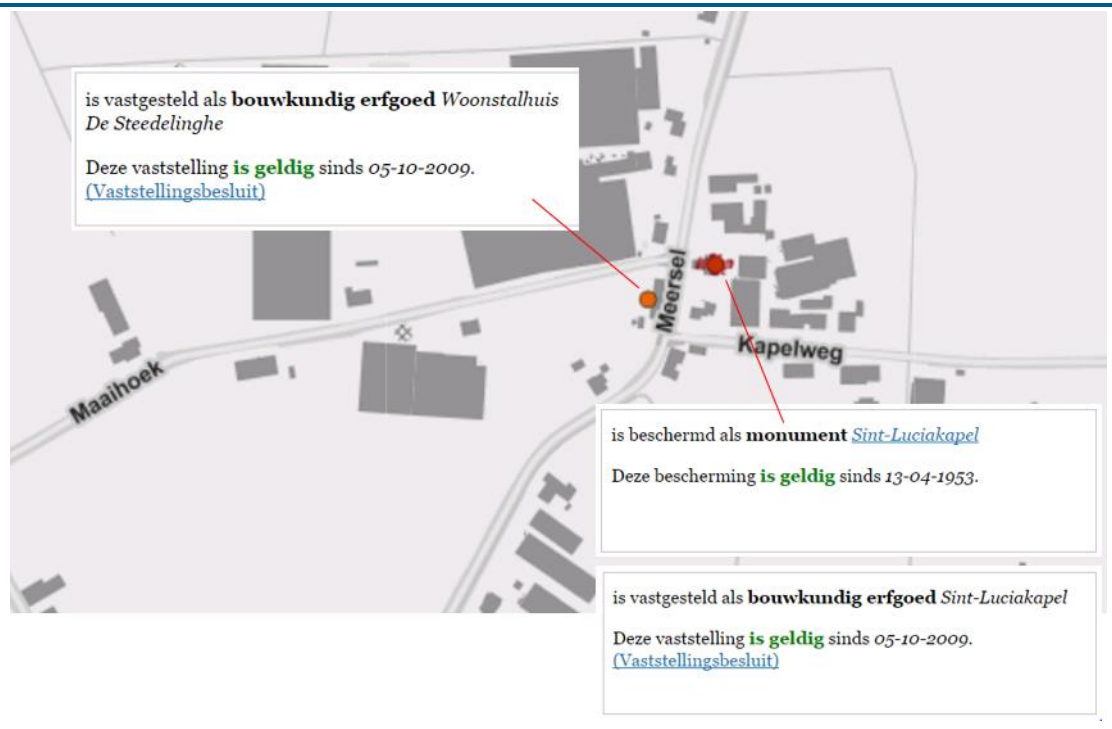 is vastgesteld als bouwkundig erfgoed Woonstalhuis
De Steedelinghe
Deze vaststelling is geldig sinds 05-10-2009.
(Vaststellingsbesluit)
Meersel
Kapelweg
Maaihoek
is beschermd als monument Sint-Luciakapel
Deze bescherming is geldig sinds 13-04-1953.
is vastgesteld als bouwkundig erfgoed Sint-Luciakapel
Deze vaststelling is geldig sinds 05-10-2009.
(Vaststellingsbesluit)